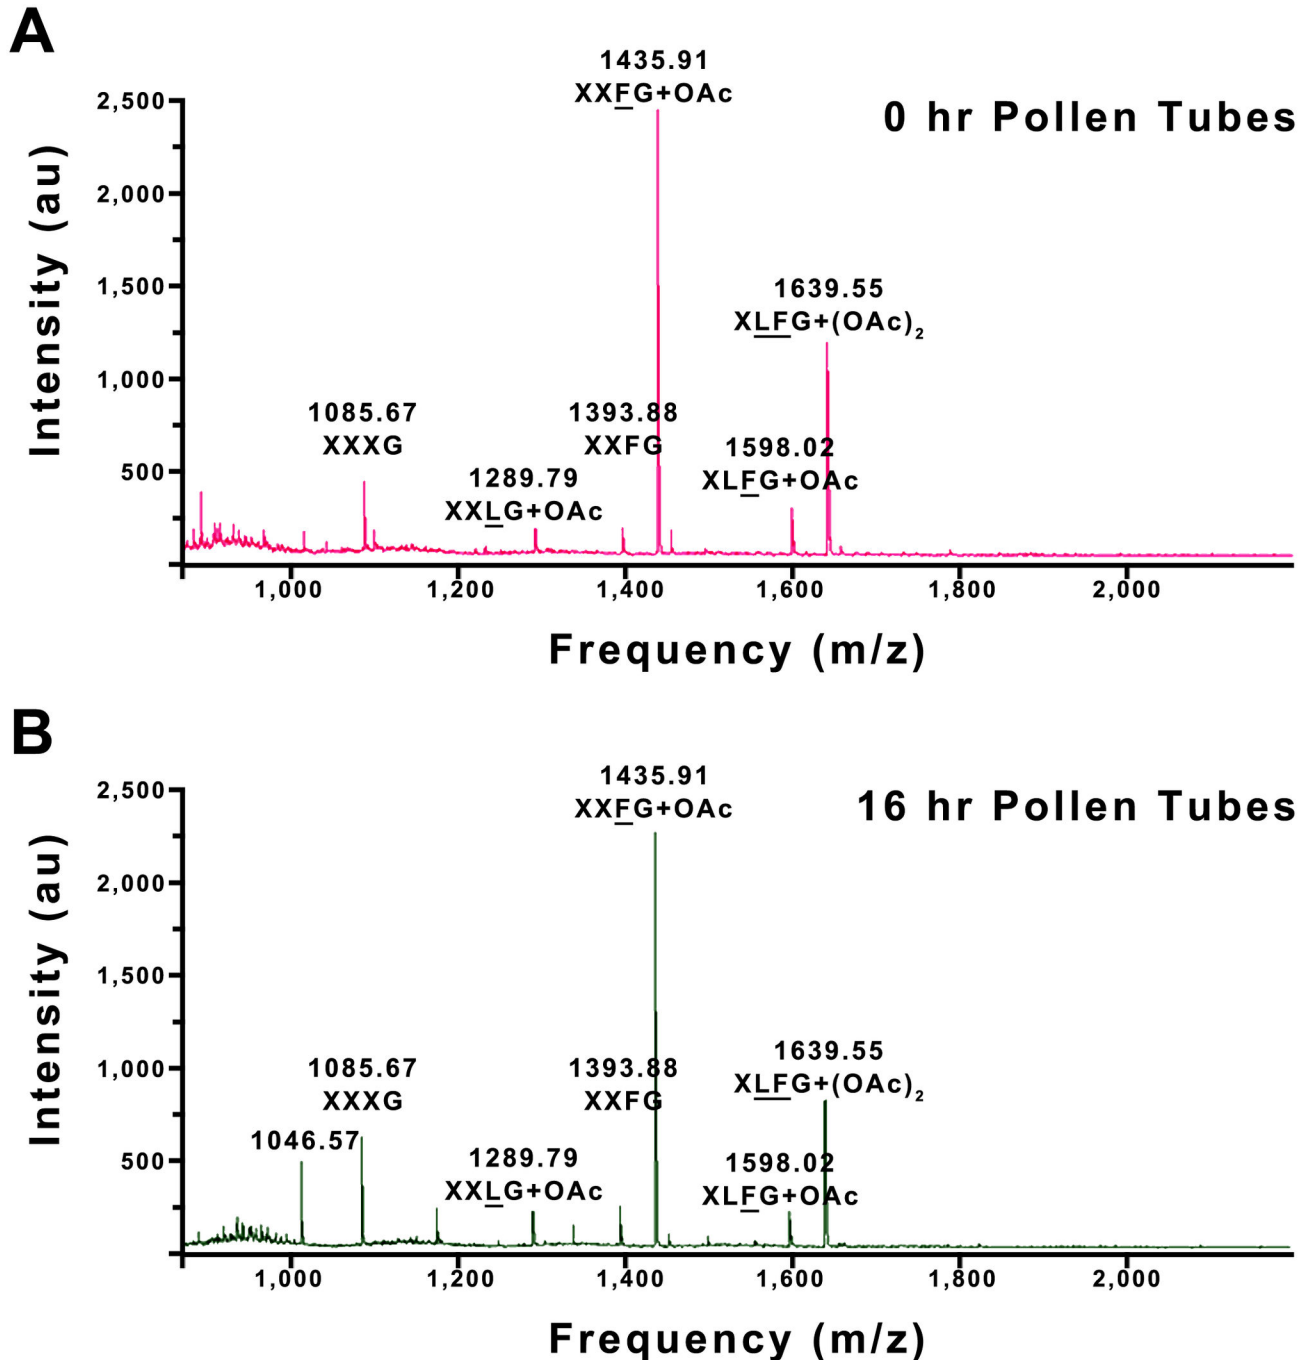 A
0 hr Pollen Tubes
Intensity (au)
2,500
2,000
1,500
1,000
500
1435.91
XXFG+OAc
1639.55
XLFG+(OAc)₂
1085.67
XXXG
1393.88
XXFG
1598.02
XLFG+OAc
1289.79
XXLG+OAc
1,000 1,200 1,400 1,600 1,800 2,000
Frequency (m/z)
B
16 hr Pollen Tubes
Intensity (au)
2,500
2,000
1,500
1,000
500
1435.91
XXFG+OAc
1639.55
XLFG+(OAc)₂
1085.67
XXXG
1393.88
XXFG
1046.57
1289.79
XXLG+OAc
1598.02
XLFG+OAc
1,000 1,200 1,400 1,600 1,800 2,000
Frequency (m/z)